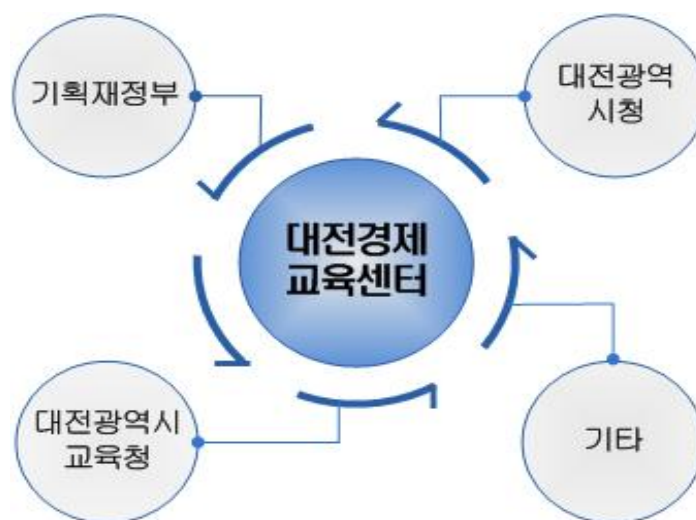 기획재정부
대전광역
시청
대전경제
교육센터
대전광역시
교육청
기타